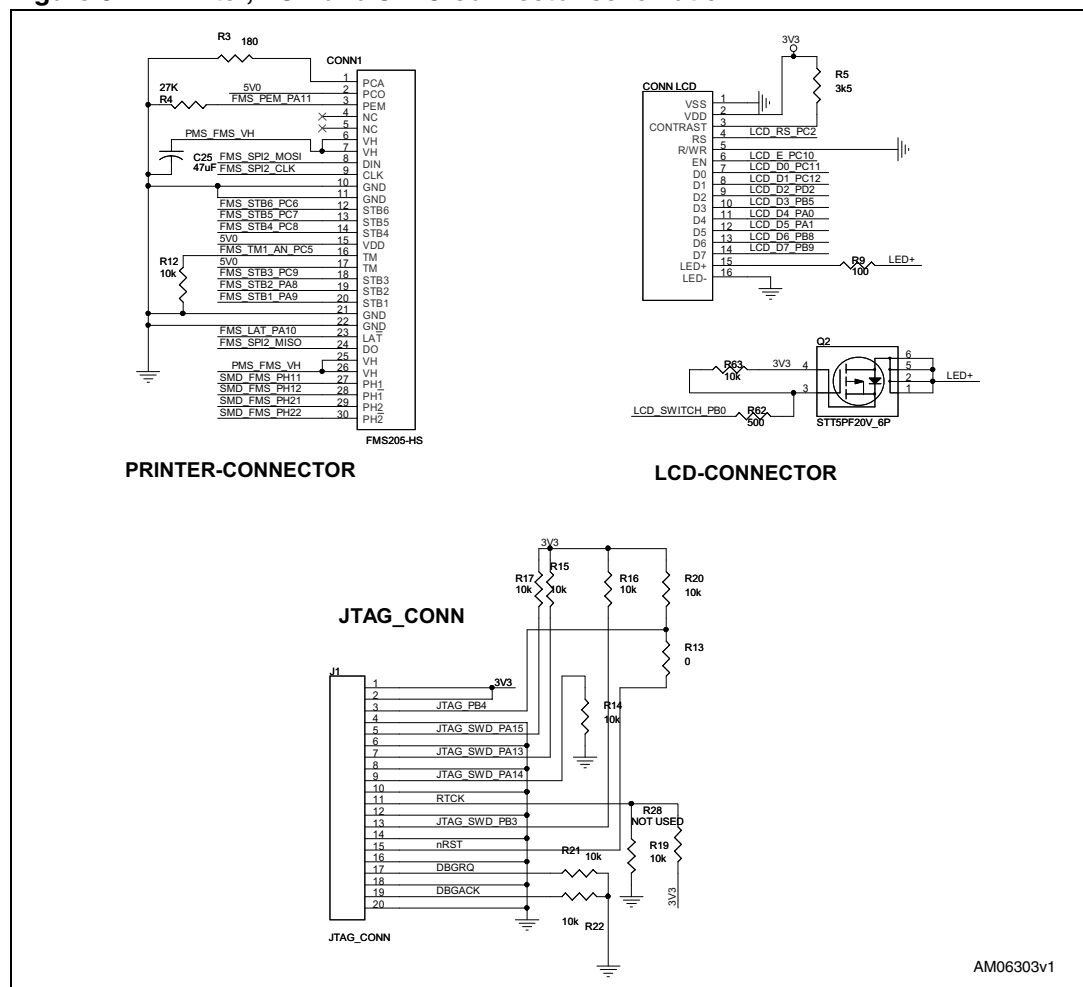 R3 180
CONN1
1 PCA
5V0 2 PCO
27K
R4 FMS_PEM_PA11 3 PEM
4 NC
5 NC
PMS_FMS_VH 6 VH
7 VH
C25 FMS_SPI2_MOSI 8 DIN
47uF FMS_SPI2_CLK 9 CLK
10 GND
11 GND
FMS_STB6_PC6 12 STB6
FMS_STB5_PC7 13 STB5
FMS_STB4_PC8 14 STB4
5V0 15 VDD
FMS_TM1_AN_PC5 16 TM
R12 5V0 17 TM
10k FMS_STB3_PC9 18 STB3
FMS_STB2_PA8 19 STB2
FMS_STB1_PA9 20 STB1
21 GND
22 GND
FMS_LAT_PA10 23 LAT
FMS_SPI2_MISO 24 DO
25 VH
PMS_FMS_VH 26 VH
SMD_FMS_PH11 27 PH1
SMD_FMS_PH12 28 PH1
SMD_FMS_PH21 29 PH2
SMD_FMS_PH22 30 PH2
FMS205-HS
PRINTER-CONNECTOR
3V3
R5
3k5
CONN LCD
VSS 1
VDD 2
CONTRAST 3
RS 4 LCD_RS_PC2
R/WR 5
EN 6 LCD_E_PC10
D0 7 LCD_D0_PC11
D1 8 LCD_D1_PC12
D2 9 LCD_D2_PD2
D3 10 LCD_D3_PB5
D4 11 LCD_D4_PA0
D5 12 LCD_D5_PA1
D6 13 LCD_D6_PB8
D7 14 LCD_D7_PB9
LED+ 15 R9 LED+
100
LED- 16
Q2
R63 3V3 4 6
10k 5
2 LED+
3 1
LCD_SWITCH_PB0 R62
500
STT5PF20V_6P
LCD-CONNECTOR
3V3
R17 R15 R16 R20
10k 10k 10k 10k
JTAG_CONN
R13
0
J1
1 3V3
2
3 JTAG_PB4
R14
10k
4
5 JTAG_SWD_PA15
6
7 JTAG_SWD_PA13
8
9 JTAG_SWD_PA14
10
11 RTCK
12
R28
NOT USED
13 JTAG_SWD_PB3
14
15 nRST
R19
10k
16
R21 10k
17 DBGRQ
18
19 DBGACK
20
3V3
10k R22
JTAG_CONN
AM06303v1